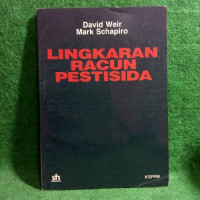 David Weir
Mark Schapiro
LINGKARAN
RACUN
PESTISIDA
sh
KSPPM